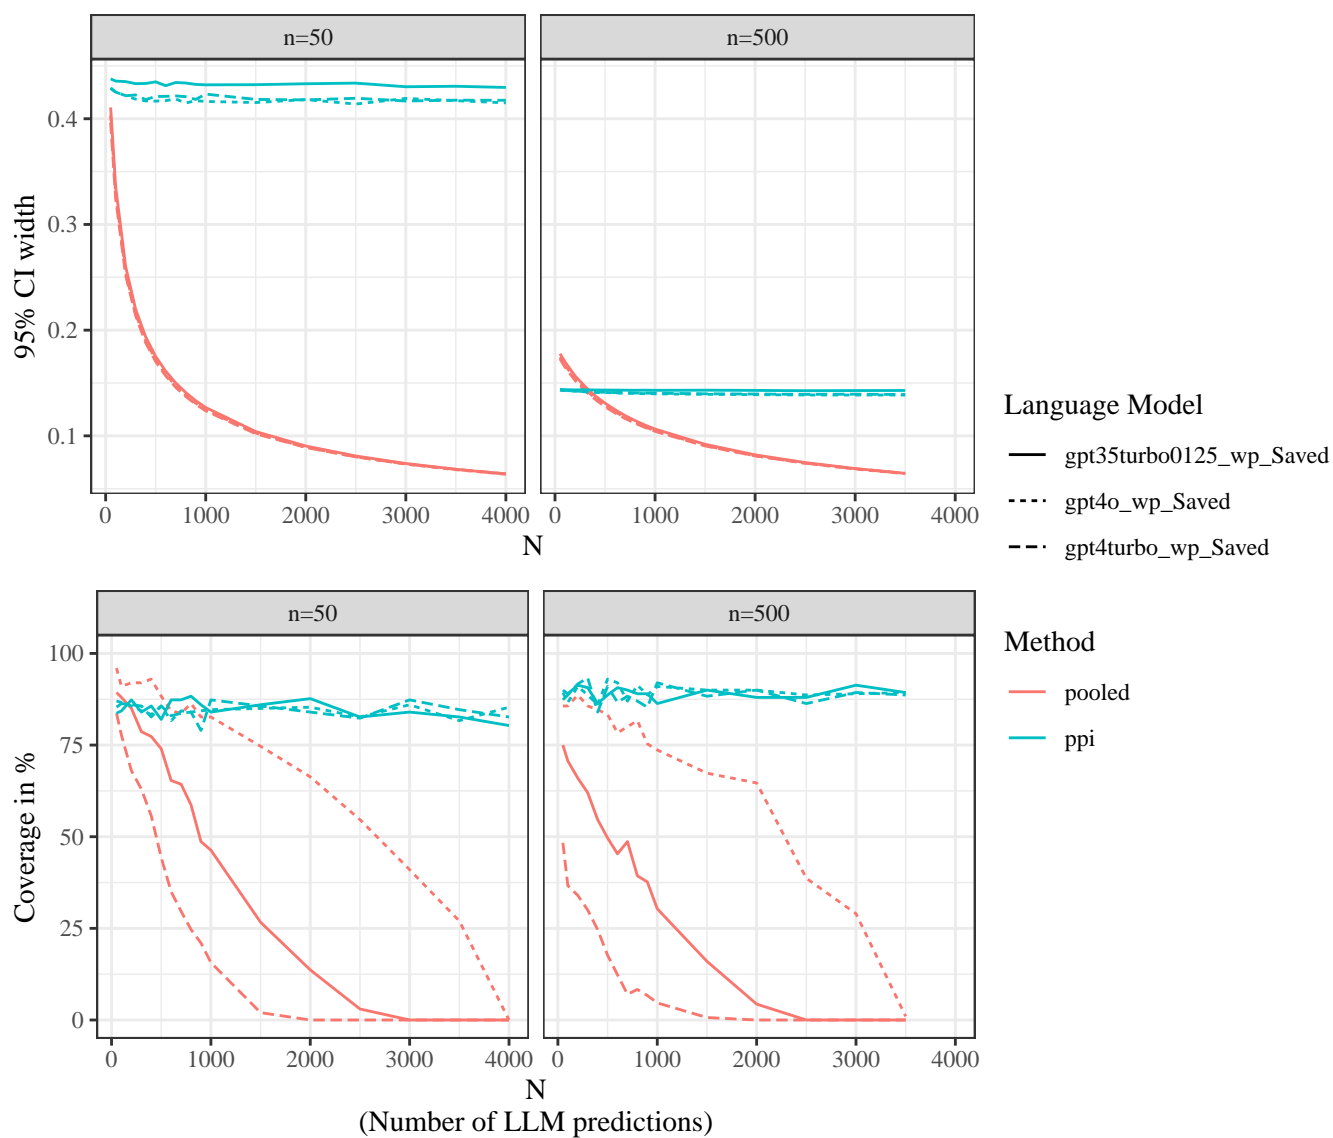 n=50
n=500
95% CI width
0.4
0.3
0.2
0.1
0 1000 2000 3000 4000
0 1000 2000 3000 4000
N
Language Model
gpt35turbo0125_wp_Saved
gpt4o_wp_Saved
gpt4turbo_wp_Saved
Method
pooled
ppi
n=50
n=500
Coverage in %
100
75
50
25
0
0 1000 2000 3000 4000
0 1000 2000 3000 4000
N
(Number of LLM predictions)